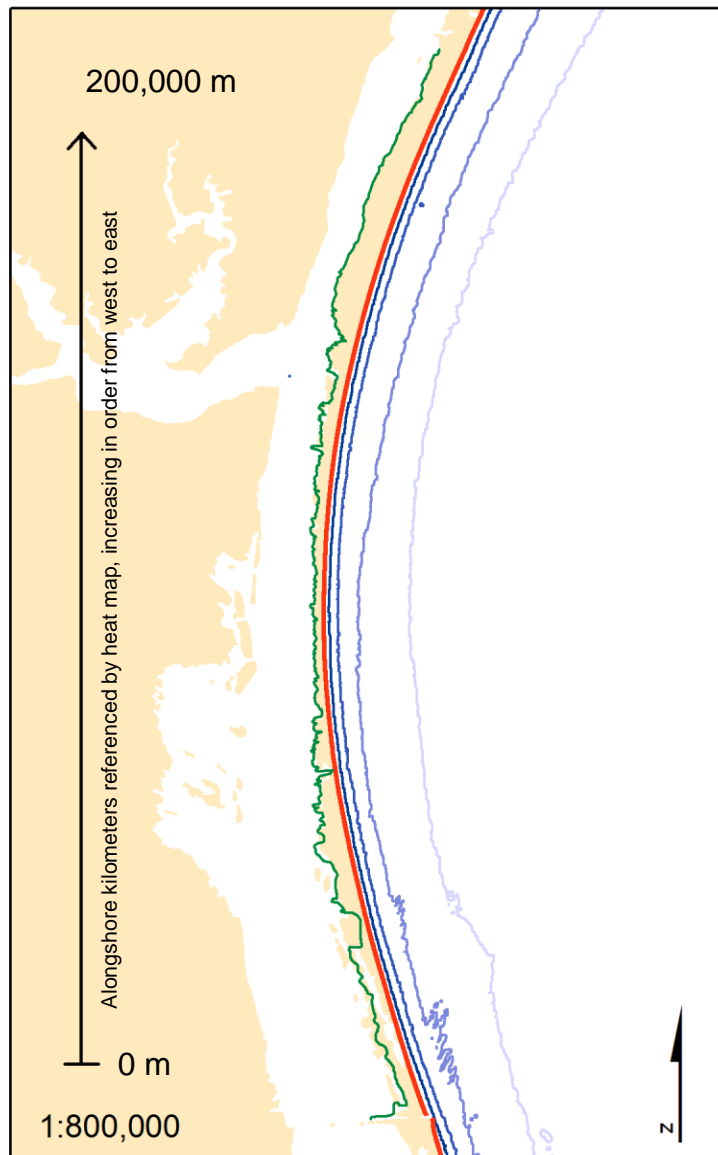 200,000 m
Alongshore kilometers referenced by heat map, increasing in order from west to east
0 m
1:800,000
N